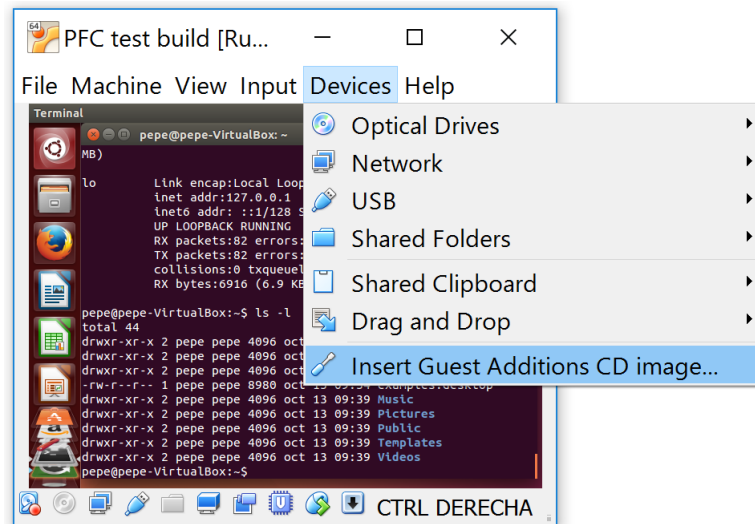 64
PFC test build [Ru...
File Machine View Input Devices Help
Terminal
pepe@pepe-VirtualBox: ~
MB)
lo Link encap:Local Loop
inet addr:127.0.0.1
inet6 addr: ::1/128 S
UP LOOPBACK RUNNING
RX packets:82 errors:
TX packets:82 errors:
collisions:0 txqueuel
RX bytes:6916 (6.9 KB
pepe@pepe-VirtualBox:~$ ls -l
total 44
drwxr-xr-x 2 pepe pepe 4096 oct
drwxr-xr-x 2 pepe pepe 4096 oct
drwxr-xr-x 2 pepe pepe 4096 oct
-rw-r--r-- 1 pepe pepe 8980 oct 13 09:34 examples.desktop
drwxr-xr-x 2 pepe pepe 4096 oct 13 09:39 Music
drwxr-xr-x 2 pepe pepe 4096 oct 13 09:39 Pictures
drwxr-xr-x 2 pepe pepe 4096 oct 13 09:39 Public
drwxr-xr-x 2 pepe pepe 4096 oct 13 09:39 Templates
drwxr-xr-x 2 pepe pepe 4096 oct 13 09:39 Videos
pepe@pepe-VirtualBox:~$
Optical Drives
Network
USB
Shared Folders
Shared Clipboard
Drag and Drop
Insert Guest Additions CD image...
CTRL DERECHA